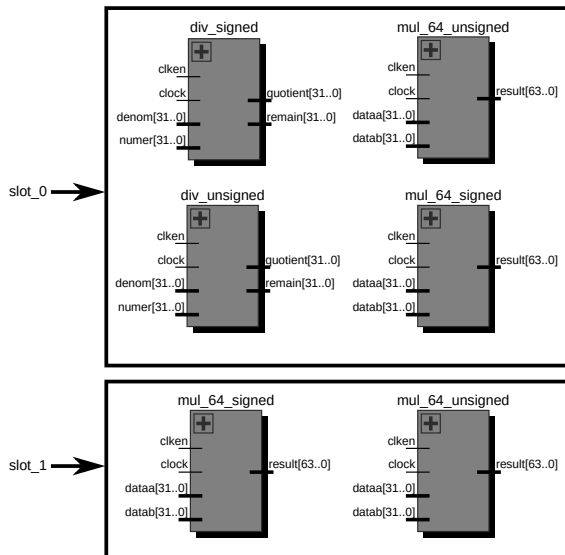 slot_0
div_signed
clken
clock
denom[31..0]
numer[31..0]
quotient[31..0]
remain[31..0]
mul_64_unsigned
clken
clock
dataa[31..0]
datab[31..0]
result[63..0]
div_unsigned
clken
clock
denom[31..0]
numer[31..0]
quotient[31..0]
remain[31..0]
mul_64_signed
clken
clock
dataa[31..0]
datab[31..0]
result[63..0]
slot_1
mul_64_signed
clken
clock
dataa[31..0]
datab[31..0]
result[63..0]
mul_64_unsigned
clken
clock
dataa[31..0]
datab[31..0]
result[63..0]